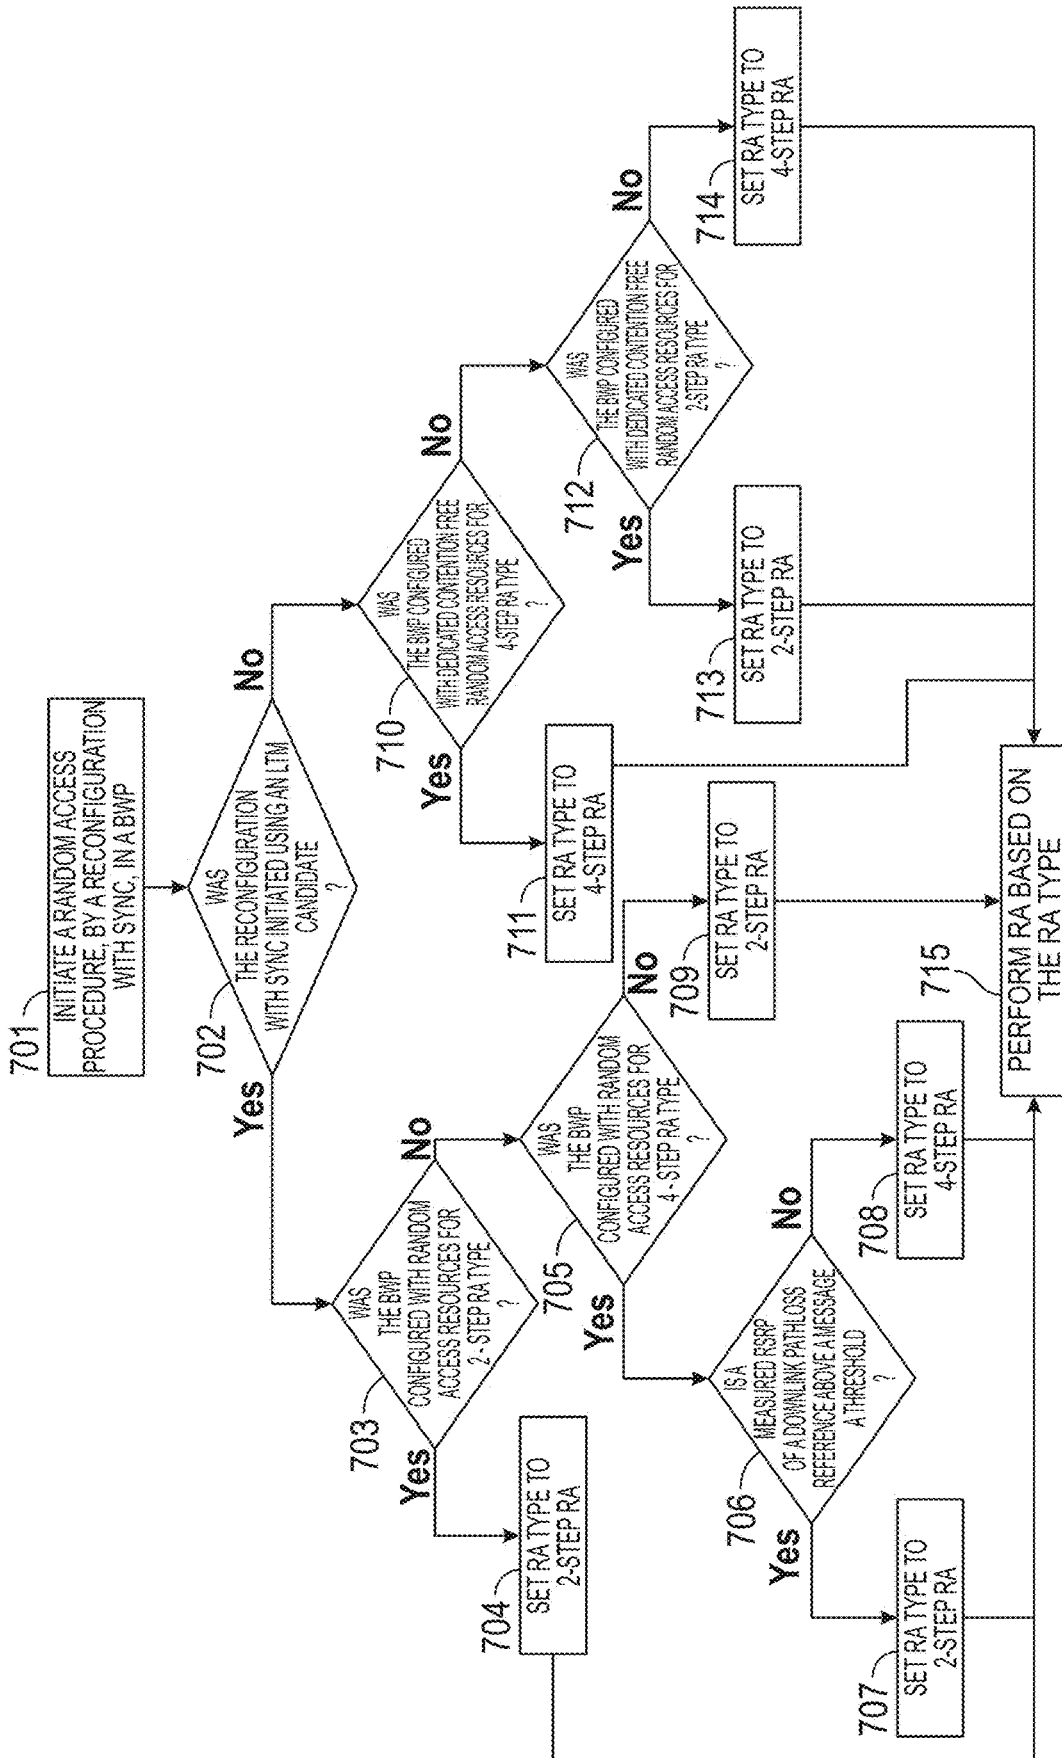 701
INITIATE A RANDOM ACCESS
PROCEDURE, BY A RECONFIGURATION
WITH SYNC, IN A BWP
702
WAS
THE RECONFIGURATION
WITH SYNC INITIATED USING AN LTM
CANDIDATE
?
Yes
No
703
WAS
THE BWP
CONFIGURED WITH RANDOM
ACCESS RESOURCES FOR
2 - STEP RA TYPE
?
Yes
No
704
SET RA TYPE TO
2-STEP RA
705
WAS
THE BWP
CONFIGURED WITH RANDOM
ACCESS RESOURCES FOR
4 - STEP RA TYPE
?
Yes
No
706
IS A
MEASURED RSRP
OF A DOWNLINK PATHLOSS
REFERENCE ABOVE A MESSAGE
A THRESHOLD
?
Yes
No
707
SET RA TYPE TO
2-STEP RA
708
SET RA TYPE TO
4-STEP RA
709
SET RA TYPE TO
2-STEP RA
710
WAS
THE BWP CONFIGURED
WITH DEDICATED CONTENTION FREE
RANDOM ACCESS RESOURCES FOR
4-STEP RA TYPE
?
Yes
No
711
SET RA TYPE TO
4-STEP RA
712
WAS
THE BWP CONFIGURED
WITH DEDICATED CONTENTION FREE
RANDOM ACCESS RESOURCES FOR
2-STEP RA TYPE
?
Yes
No
713
SET RA TYPE TO
2-STEP RA
714
SET RA TYPE TO
4-STEP RA
715
PERFORM RA BASED ON
THE RA TYPE